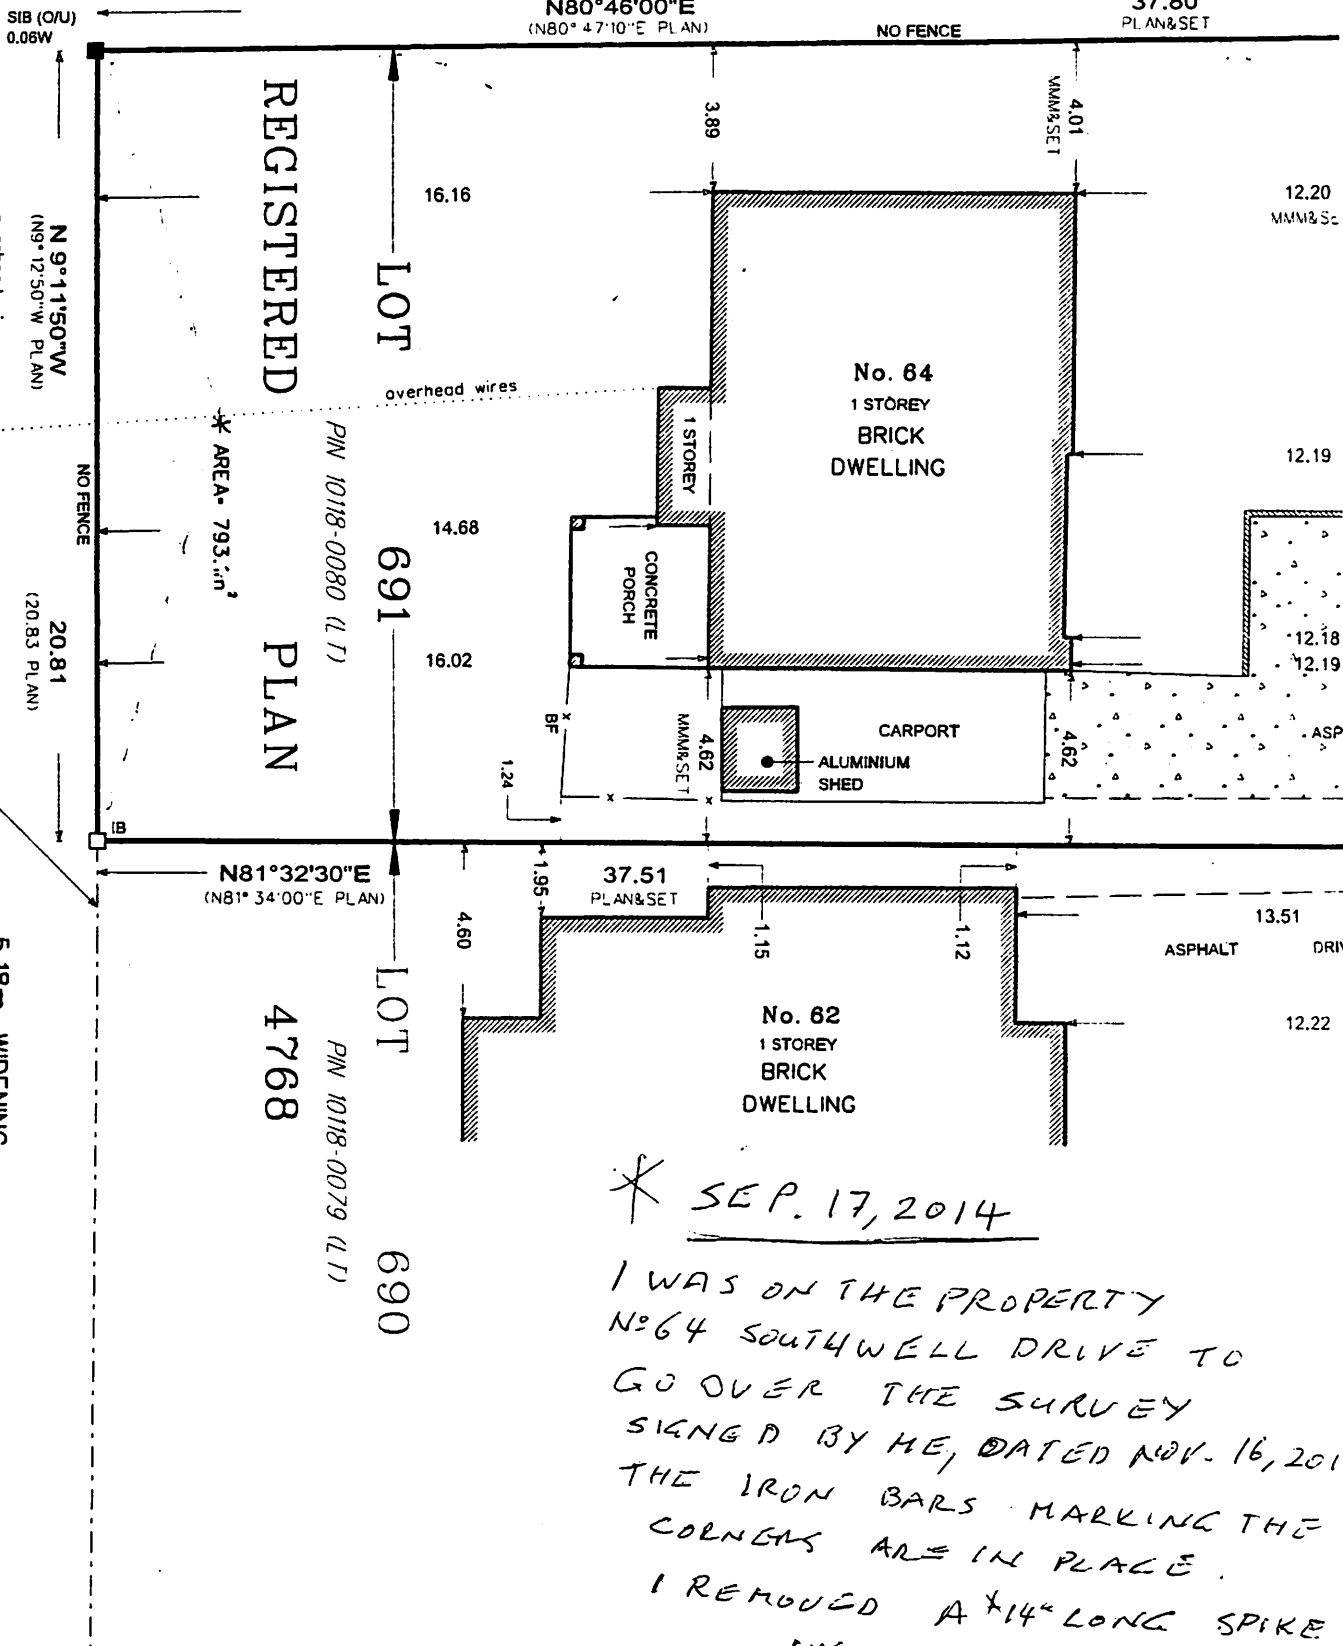 SIB (O/U)
0.06W
N80°46'00"E
(N80°47'10"E PLAN)
NO FENCE
37.80
PLAN&SET
REGISTERED
LOT
16.16
3.89
4.01
MMM&SET
12.20
N 9°11'50"W
(N9°12'50"W PLAN)
No. 64
1 STOREY
BRICK
DWELLING
overhead wires
1 STOREY
* AREA=
PIN 10118-0080 (LT)
12.19
NO FENCE
14.68
691
CONCRETE
PORCH
20.81
(20.83 PLAN)
PLAN
16.02
12.18
12.19
BF
MMM&SET
4.62
CARPORT
4.62
ALUMINIUM
SHED
1.24
IB
N81°32'30"E
(N81°34'00"E PLAN)
37.51
PLAN&SET
4.60
1.95
1.15
1.12
13.51
ASPHALT
LOT
4768
PIN 10118-0079 (LT)
No. 62
1 STOREY
BRICK
DWELLING
12.22
5.18m WIDENING
690
* SEP. 17, 2014
I WAS ON THE PROPERTY
Nº64 SOUTHWELL DRIVE TO
GO OVER THE SURVEY
SIGNED BY ME, DATED NOV. 16, 201
THE IRON BARS MARKING THE
CORNERS ARE IN PLACE.
I REMOVED A 14" LONG SPIKE